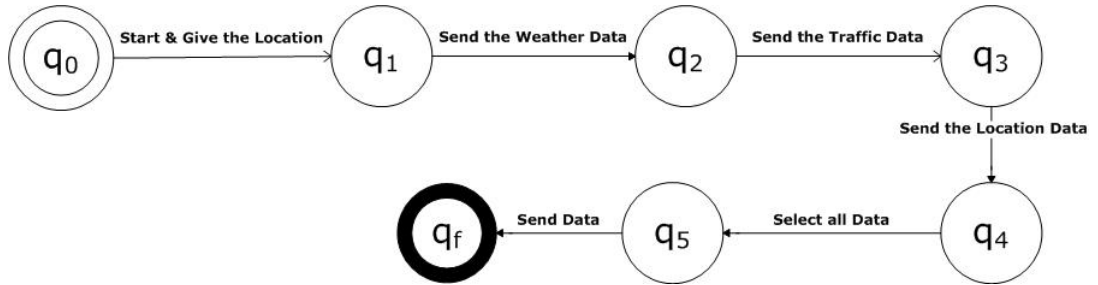 q0
Start & Give the Location
q1
Send the Weather Data
q2
Send the Traffic Data
q3
Send the Location Data
qf
Send Data
q5
Select all Data
q4